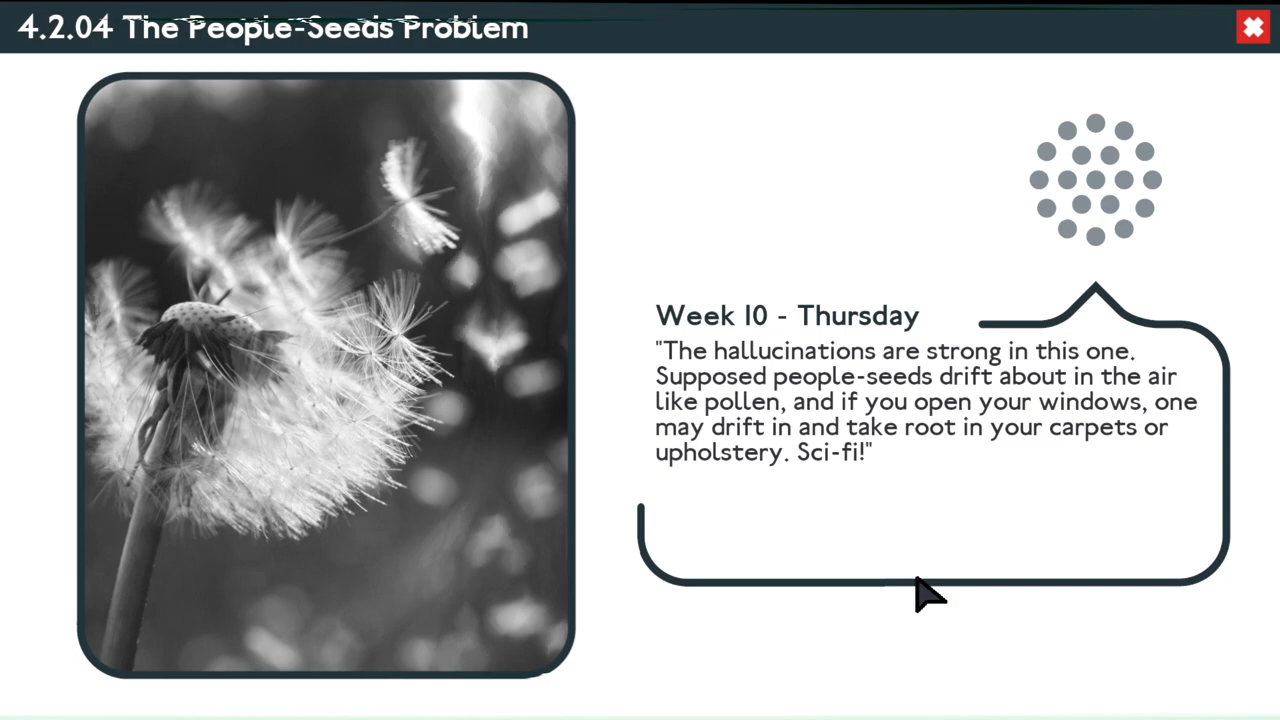 4.2.04 The People-Seeds Problem
Week 10 - Thursday
"The hallucinations are strong in this one.
Supposed people-seeds drift about in the air
like pollen, and if you open your windows, one
may drift in and take root in your carpets or
upholstery. Sci-fi!"